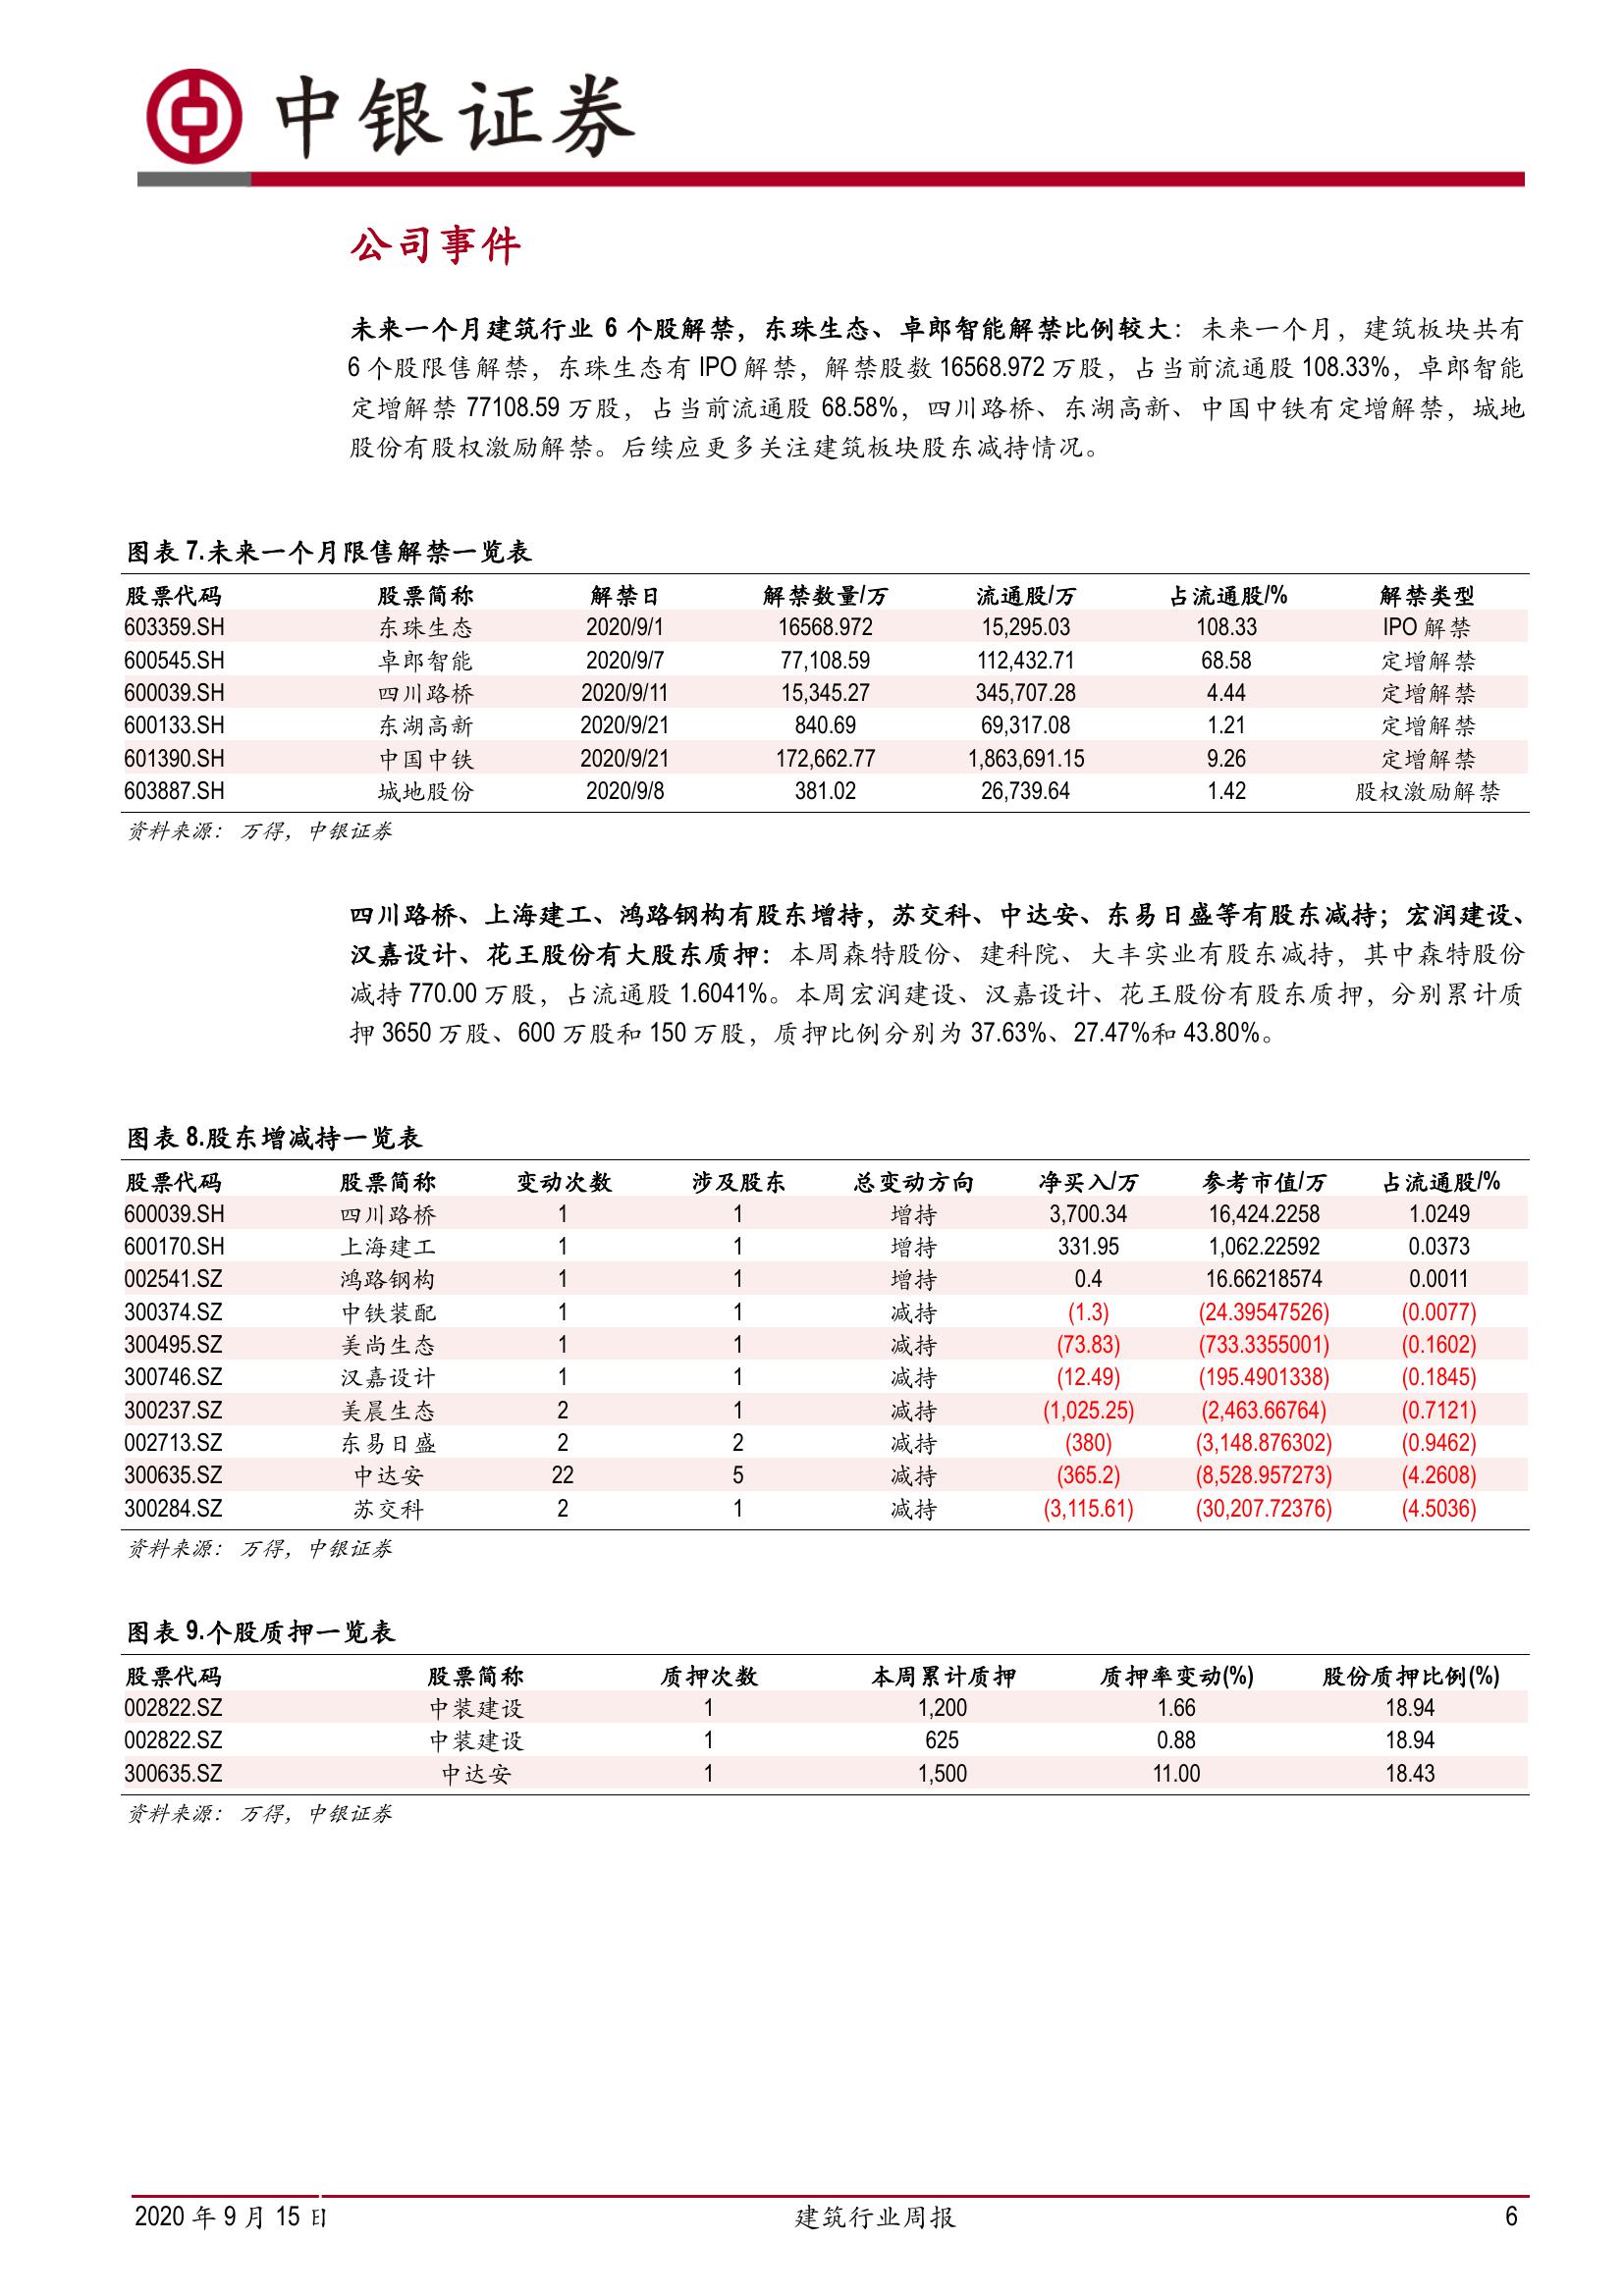 中银证券
公司事件
未来一个月建筑行业 6 个股解禁，东珠生态、卓郎智能解禁比例较大：未来一个月，建筑板块共有
6 个股限售解禁，东珠生态有 IPO 解禁，解禁股数 16568.972 万股，占当前流通股 108.33%，卓郎智能
定增解禁 77108.59 万股，占当前流通股 68.58%，四川路桥、东湖高新、中国中铁有定增解禁，城地
股份有股权激励解禁。后续应更多关注建筑板块股东减持情况。
图表 7.未来一个月限售解禁一览表
股票代码 股票简称 解禁日 解禁数量/万 流通股/万 占流通股/% 解禁类型
603359.SH 东珠生态 2020/9/1 16568.972 15,295.03 108.33 IPO 解禁
600545.SH 卓郎智能 2020/9/7 77,108.59 112,432.71 68.58 定增解禁
600039.SH 四川路桥 2020/9/11 15,345.27 345,707.28 4.44 定增解禁
600133.SH 东湖高新 2020/9/21 840.69 69,317.08 1.21 定增解禁
601390.SH 中国中铁 2020/9/21 172,662.77 1,863,691.15 9.26 定增解禁
603887.SH 城地股份 2020/9/8 381.02 26,739.64 1.42 股权激励解禁
资料来源：万得，中银证券
四川路桥、上海建工、鸿路钢构有股东增持，苏交科、中达安、东易日盛等有股东减持；宏润建设、
汉嘉设计、花王股份有大股东质押：本周森特股份、建科院、大丰实业有股东减持，其中森特股份
减持 770.00 万股，占流通股 1.6041%。本周宏润建设、汉嘉设计、花王股份有股东质押，分别累计质
押 3650 万股、600 万股和 150 万股，质押比例分别为 37.63%、27.47%和 43.80%。
图表 8.股东增减持一览表
股票代码 股票简称 变动次数 涉及股东 总变动方向 净买入/万 参考市值/万 占流通股/%
600039.SH 四川路桥 1 1 增持 3,700.34 16,424.2258 1.0249
600170.SH 上海建工 1 1 增持 331.95 1,062.22592 0.0373
002541.SZ 鸿路钢构 1 1 增持 0.4 16.66218574 0.0011
300374.SZ 中铁装配 1 1 减持 (1.3) (24.39547526) (0.0077)
300495.SZ 美尚生态 1 1 减持 (73.83) (733.3355001) (0.1602)
300746.SZ 汉嘉设计 1 1 减持 (12.49) (195.4901338) (0.1845)
300237.SZ 美晨生态 2 1 减持 (1,025.25) (2,463.66764) (0.7121)
002713.SZ 东易日盛 2 2 减持 (380) (3,148.876302) (0.9462)
300635.SZ 中达安 22 5 减持 (365.2) (8,528.957273) (4.2608)
300284.SZ 苏交科 2 1 减持 (3,115.61) (30,207.72376) (4.5036)
资料来源：万得，中银证券
图表 9.个股质押一览表
股票代码 股票简称 质押次数 本周累计质押 质押率变动(%) 股份质押比例(%)
002822.SZ 中装建设 1 1,200 1.66 18.94
002822.SZ 中装建设 1 625 0.88 18.94
300635.SZ 中达安 1 1,500 11.00 18.43
资料来源：万得，中银证券
2020 年 9 月 15 日 建筑行业周报 6